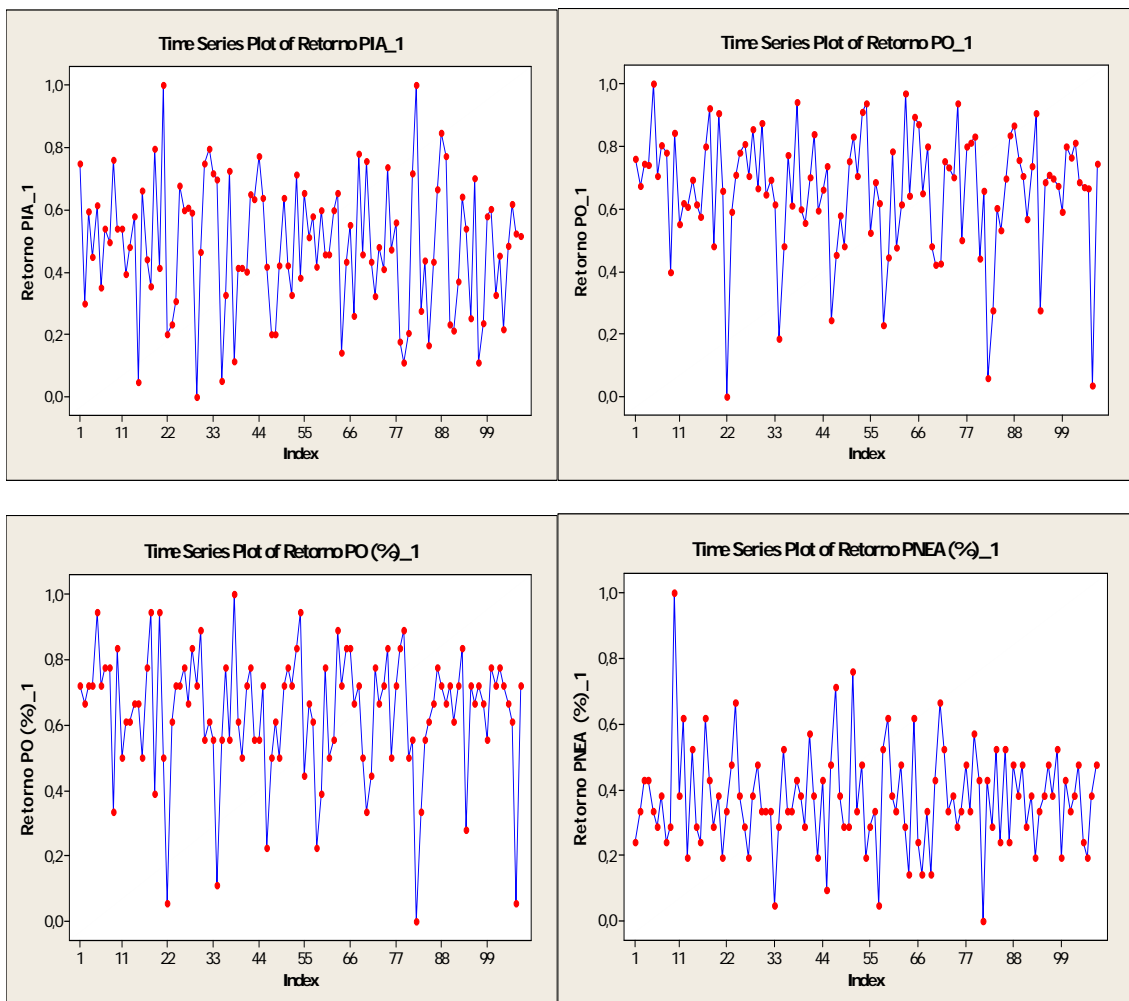 Time Series Plot of Retorno PIA_1
1,0
0,8
0,6
0,4
0,2
0,0
Retorno PIA_1
1 11 22 33 44 55 66 77 88 99
Index
Time Series Plot of Retorno PO_1
1,0
0,8
0,6
0,4
0,2
0,0
Retorno PO_1
1 11 22 33 44 55 66 77 88 99
Index
Time Series Plot of Retorno PO (%)_1
1,0
0,8
0,6
0,4
0,2
0,0
Retorno PO (%)_1
1 11 22 33 44 55 66 77 88 99
Index
Time Series Plot of Retorno PNEA (%)_1
1,0
0,8
0,6
0,4
0,2
0,0
Retorno PNEA (%)_1
1 11 22 33 44 55 66 77 88 99
Index